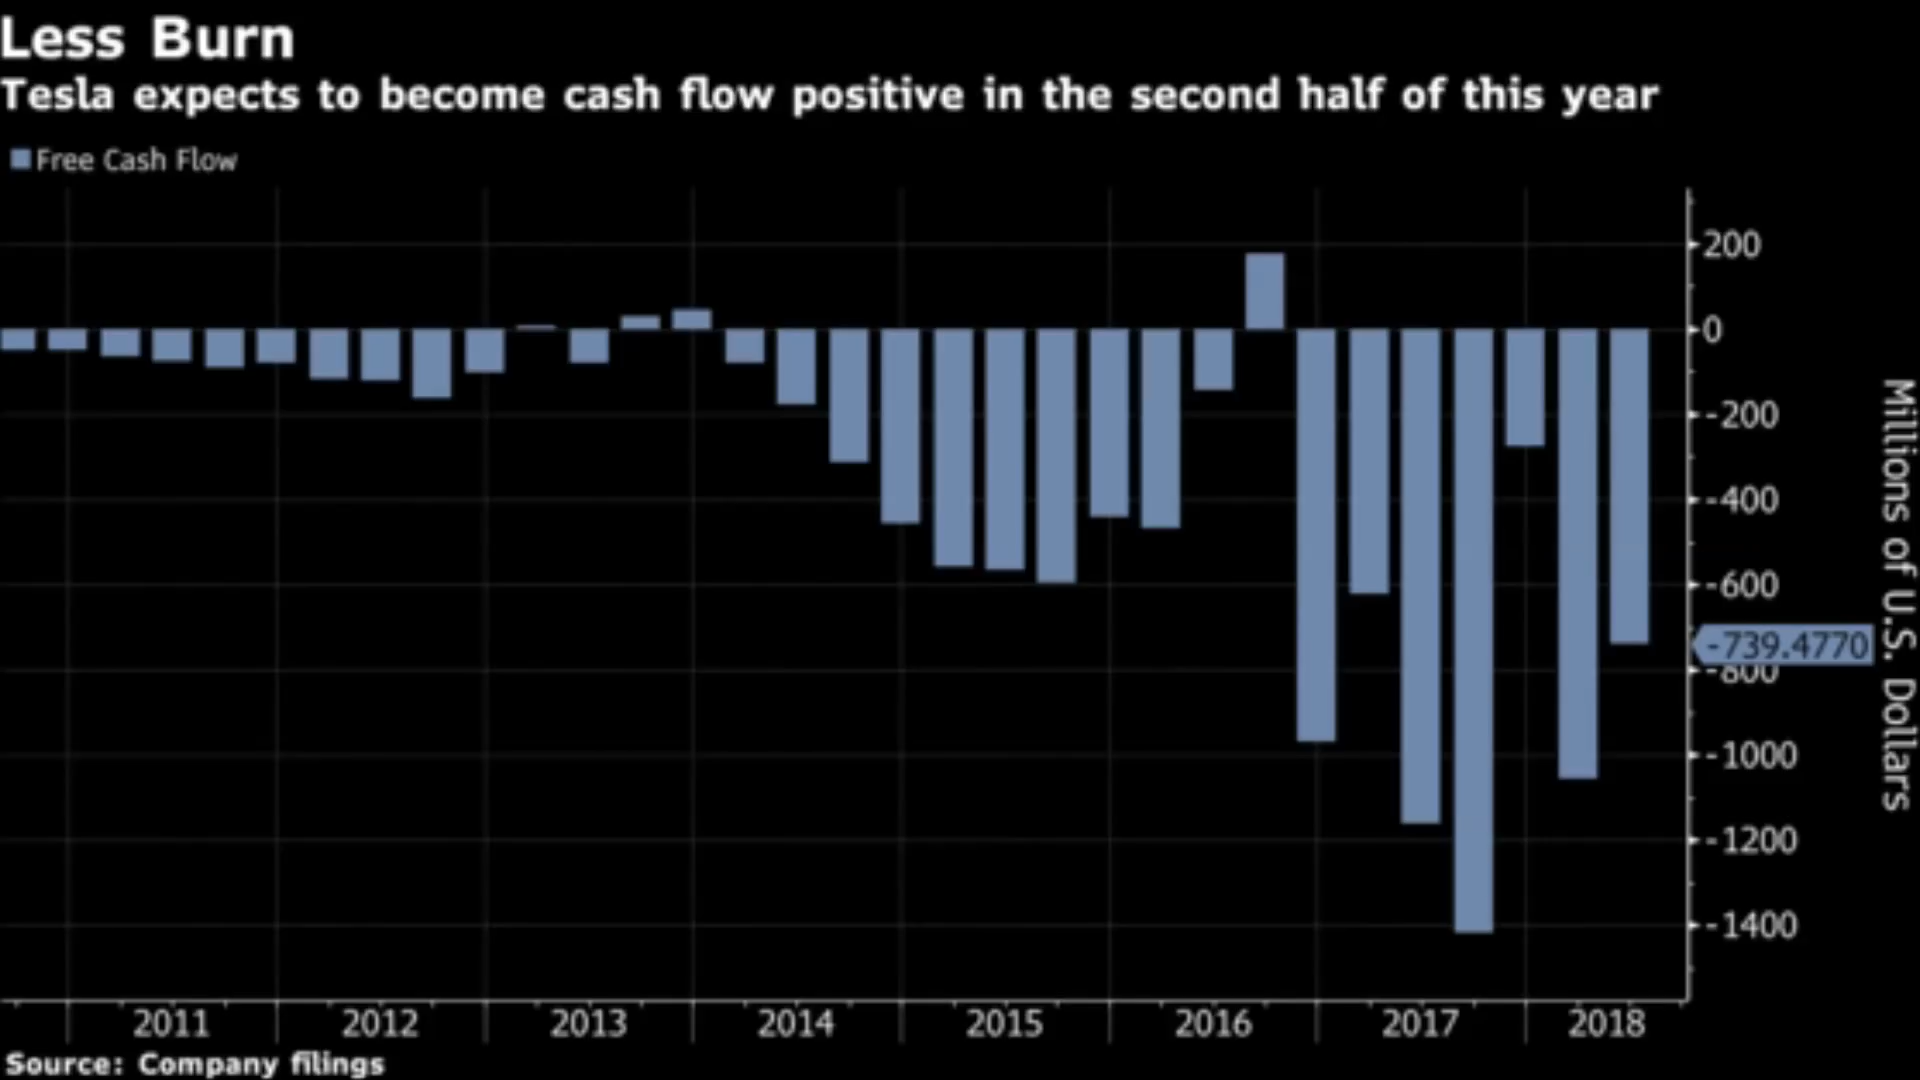 Less Burn
Tesla expects to become cash flow positive in the second half of this year
Free Cash Flow
200
0
-200
-400
-600
-739.4770
-800
-1000
-1200
-1400
Millions of U.S. Dollars
2011 2012 2013 2014 2015 2016 2017 2018
Source: Company filings